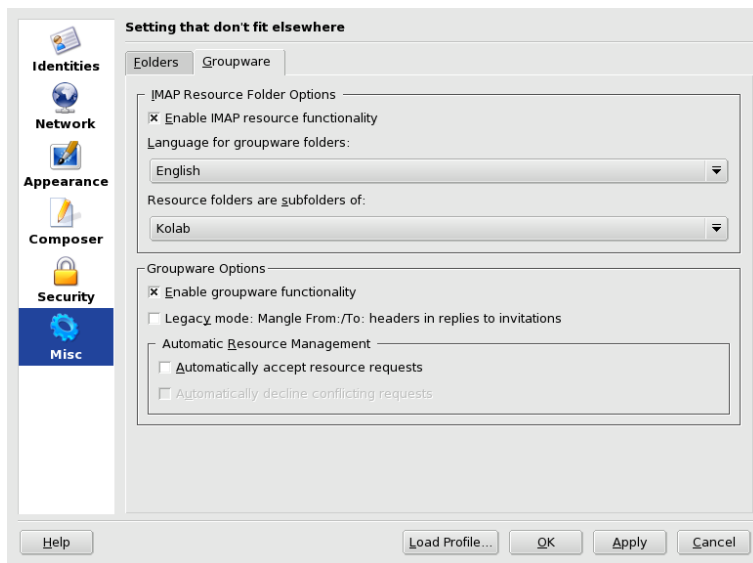 Setting that don't fit elsewhere
Identities
Network
Appearance
Composer
Security
Misc
Folders
Groupware
IMAP Resource Folder Options
Enable IMAP resource functionality
Language for groupware folders:
English
Resource folders are subfolders of:
Kolab
Groupware Options
Enable groupware functionality
Legacy mode: Mangle From:/To: headers in replies to invitations
Automatic Resource Management
Automatically accept resource requests
Automatically decline conflicting requests
Help
Load Profile...
OK
Apply
Cancel